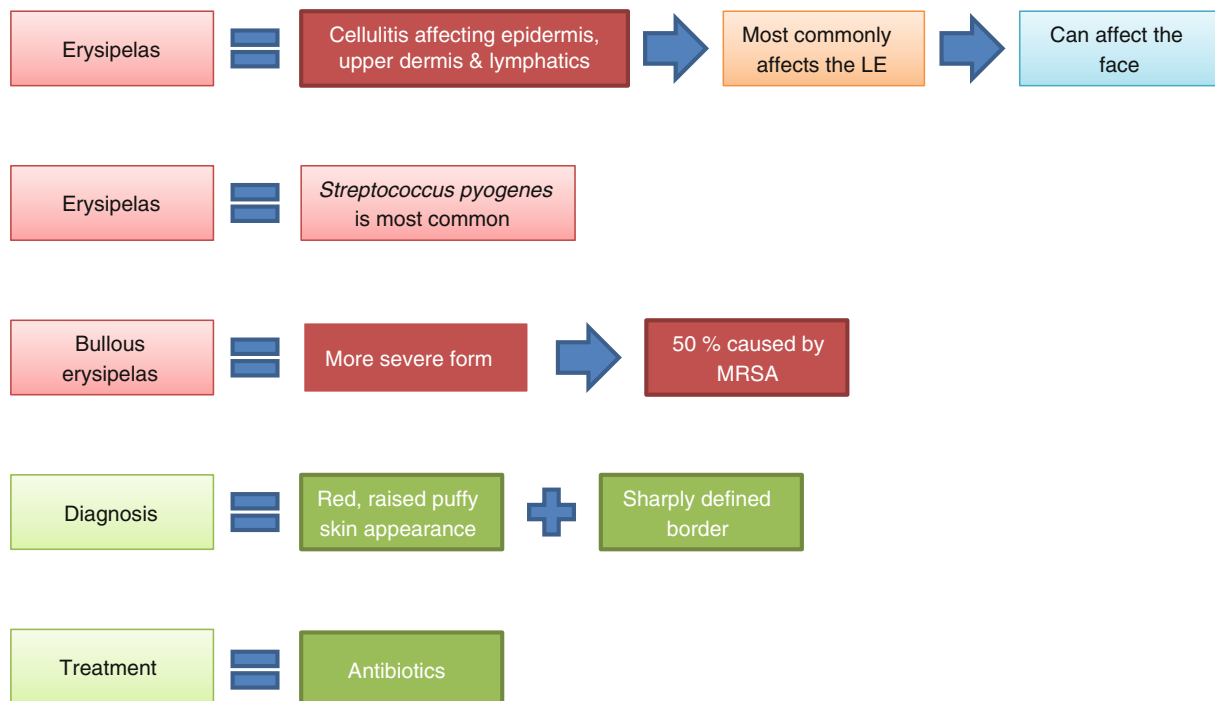 Erysipelas
Cellulitis affecting epidermis,
upper dermis & lymphatics
Most commonly
affects the LE
Can affect the
face
Erysipelas
Streptococcus pyogenes
is most common
Bullous
erysipelas
More severe form
50 % caused by
MRSA
Diagnosis
Red, raised puffy
skin appearance
Sharply defined
border
Treatment
Antibiotics